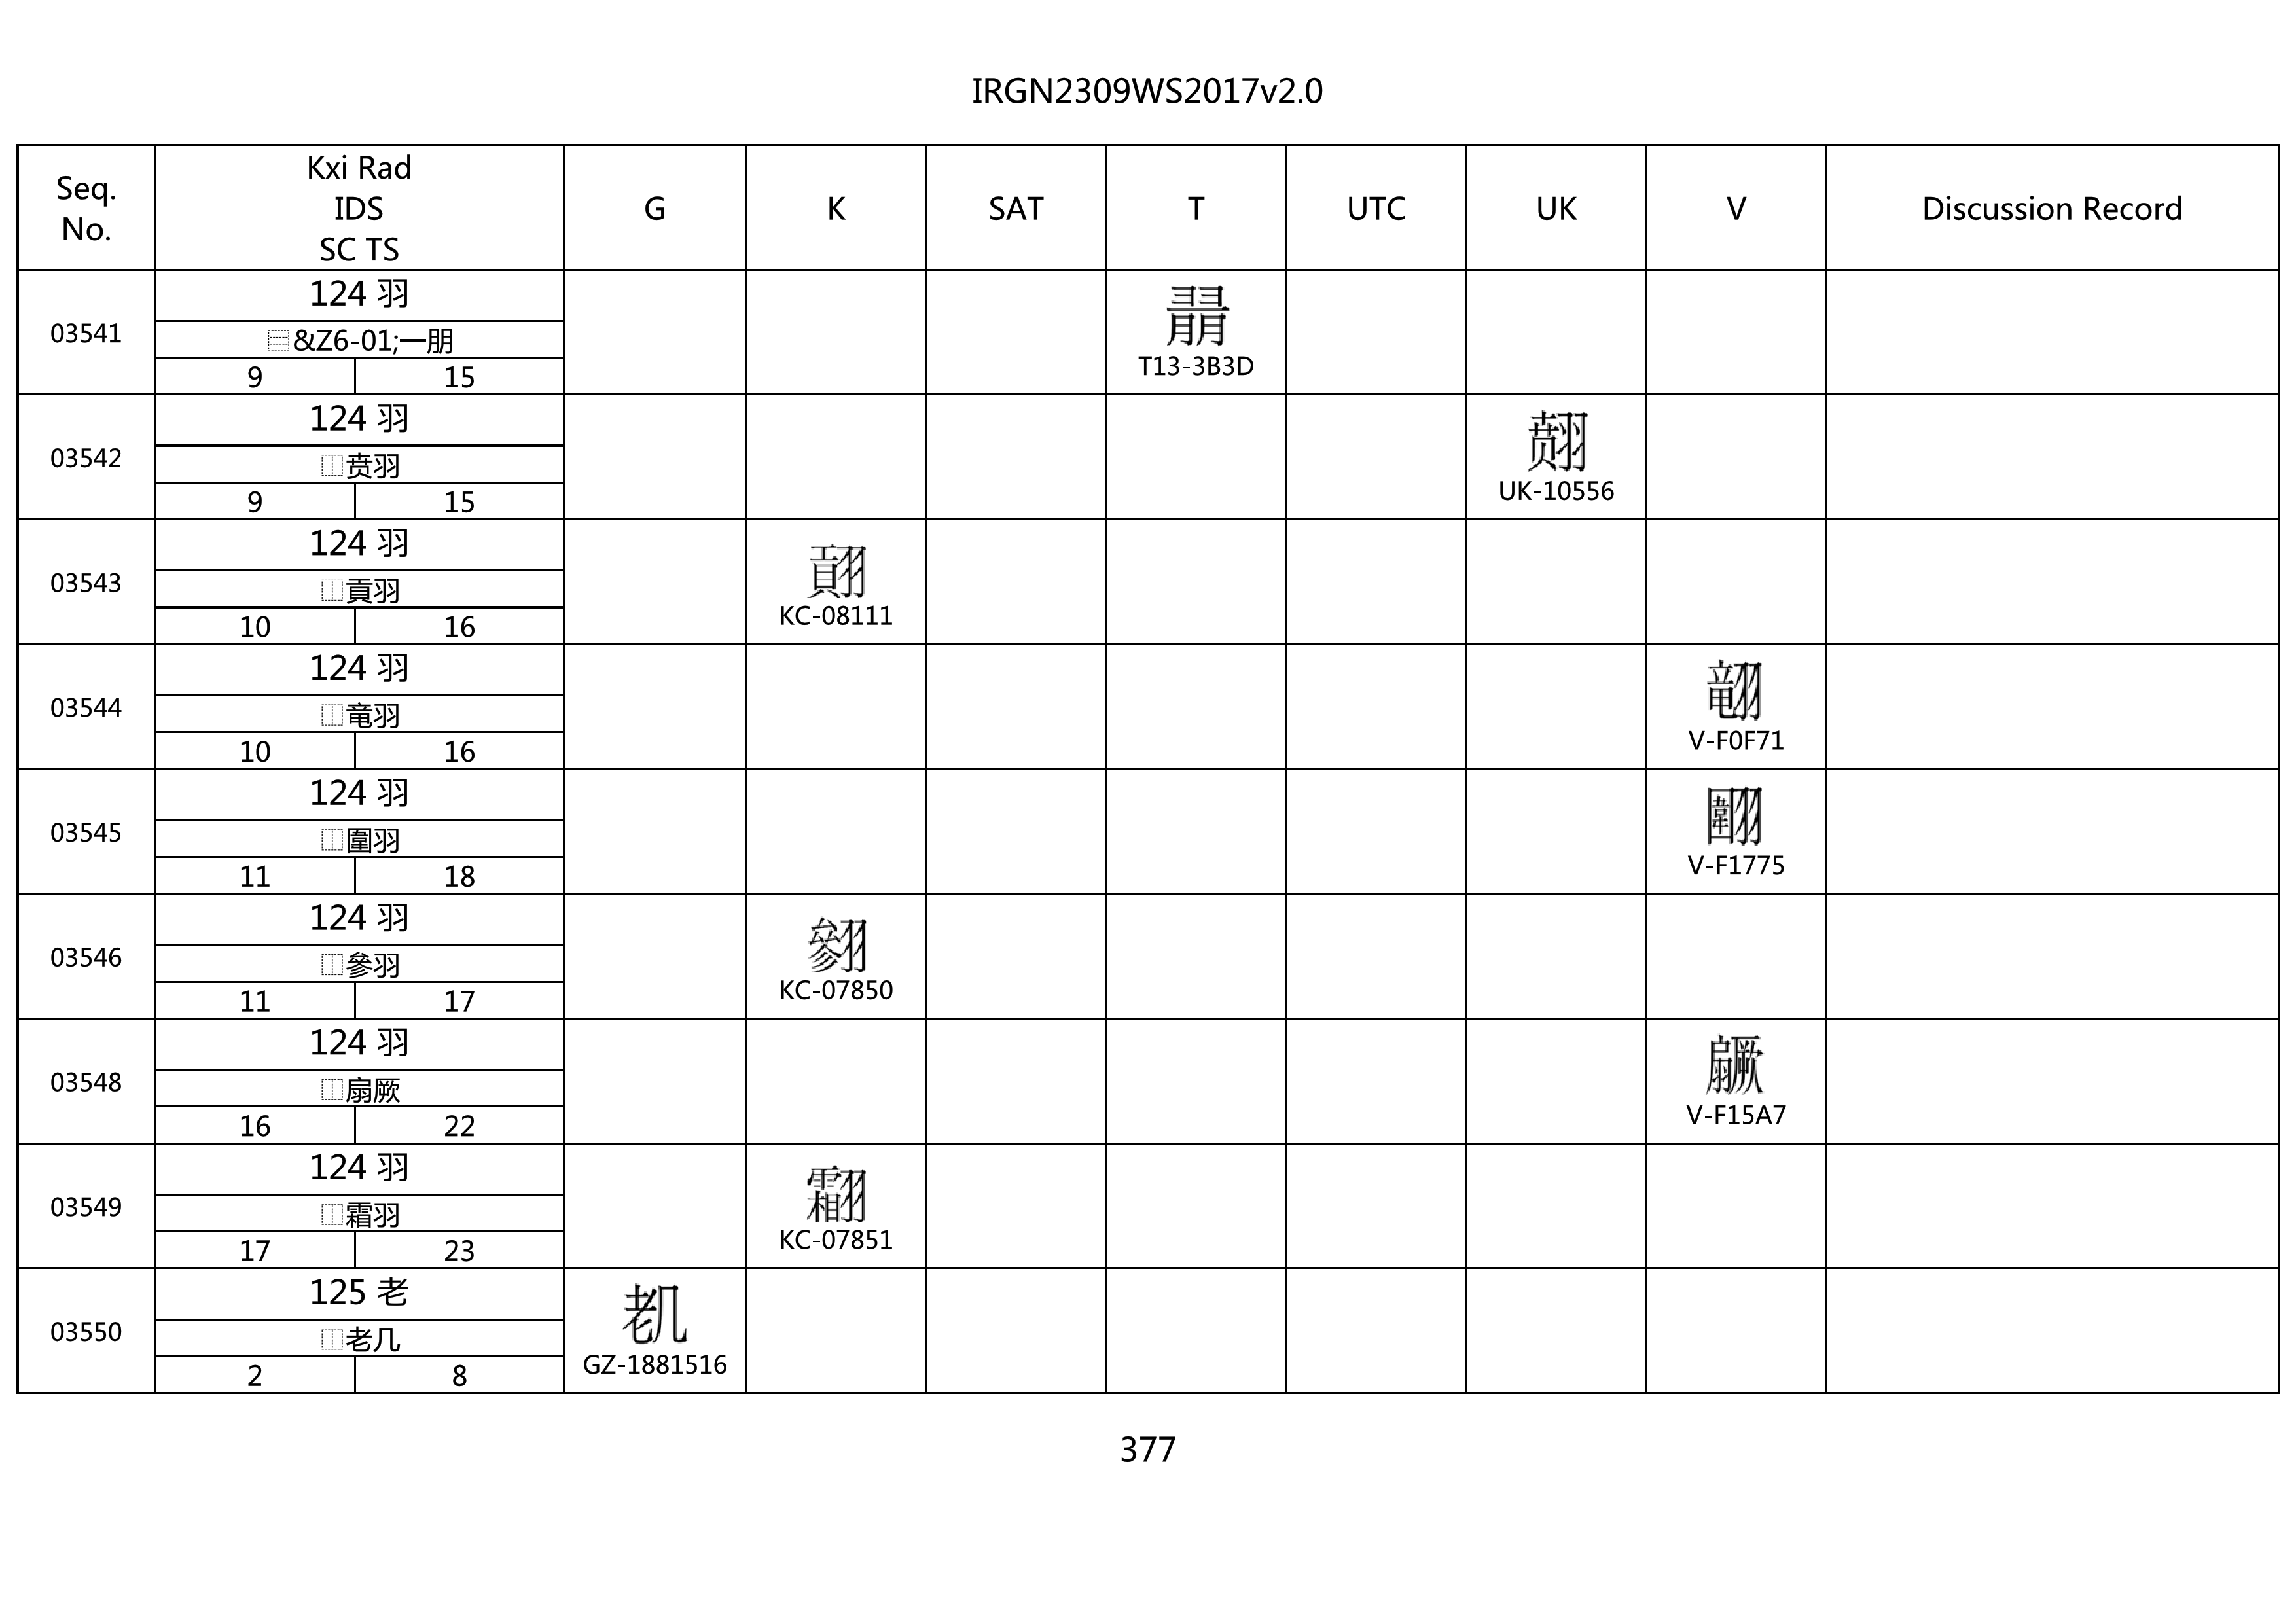 IRGN2309WS2017v2.0
Seq. No. Kxi Rad IDS SC TS G K SAT T UTC UK V Discussion Record
03541
124 羽
⿳&Z6-01;一朋
9 15
T13-3B3D
03542
124 羽
⿰贲羽
9 15
UK-10556
03543
124 羽
⿰貢羽
10 16
KC-08111
03544
124 羽
⿰竜羽
10 16
V-F0F71
03545
124 羽
⿰圍羽
11 18
V-F1775
03546
124 羽
⿰參羽
11 17
KC-07850
03548
124 羽
⿰扇厥
16 22
V-F15A7
03549
124 羽
⿰霜羽
17 23
KC-07851
03550
125 老
⿰老几
2 8
GZ-1881516
377